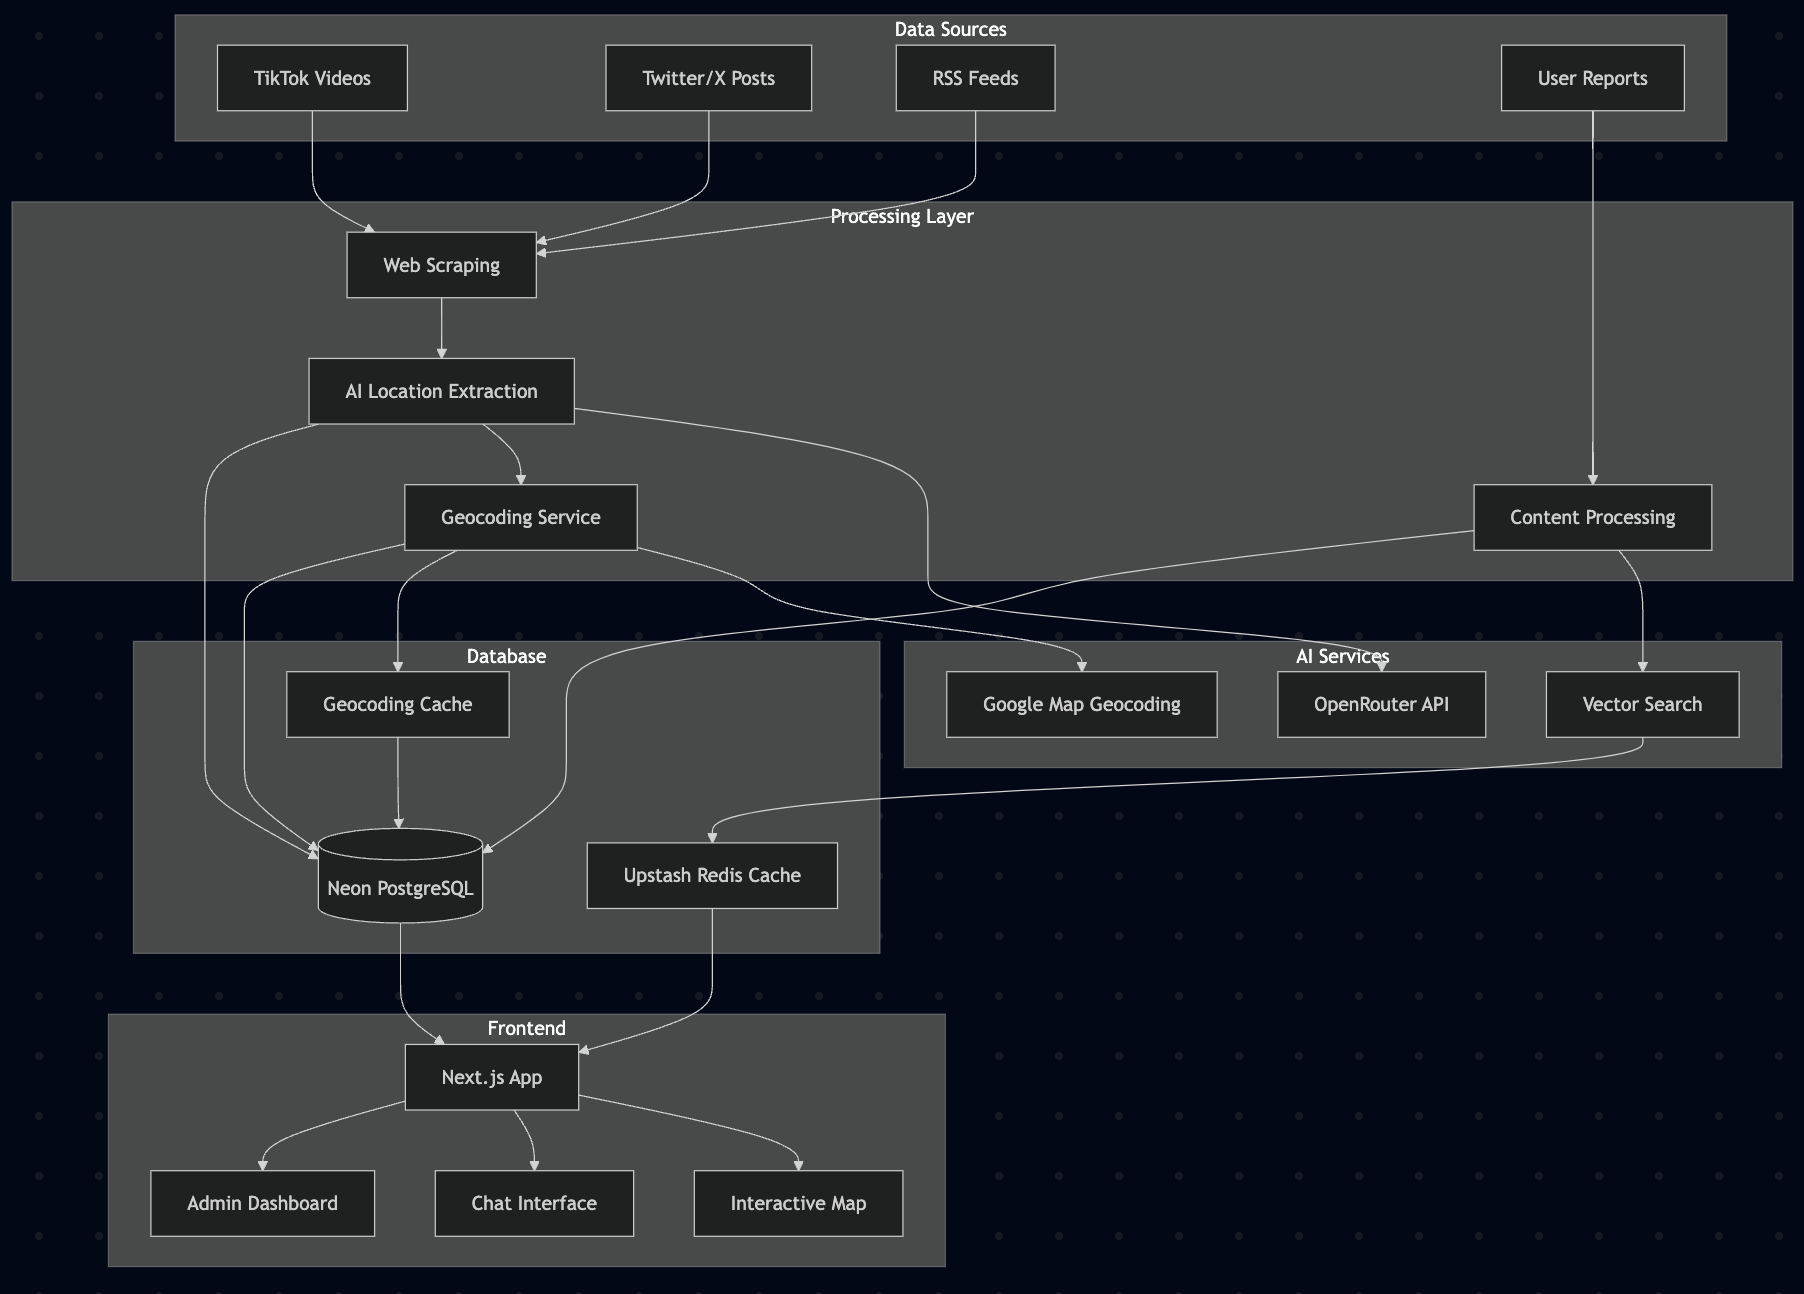 Data Sources
TikTok Videos
Twitter/X Posts
RSS Feeds
User Reports
Processing Layer
Web Scraping
AI Location Extraction
Geocoding Service
Content Processing
Database
AI Services
Geocoding Cache
Google Map Geocoding
OpenRouter API
Vector Search
Neon PostgreSQL
Upstash Redis Cache
Frontend
Next.js App
Admin Dashboard
Chat Interface
Interactive Map